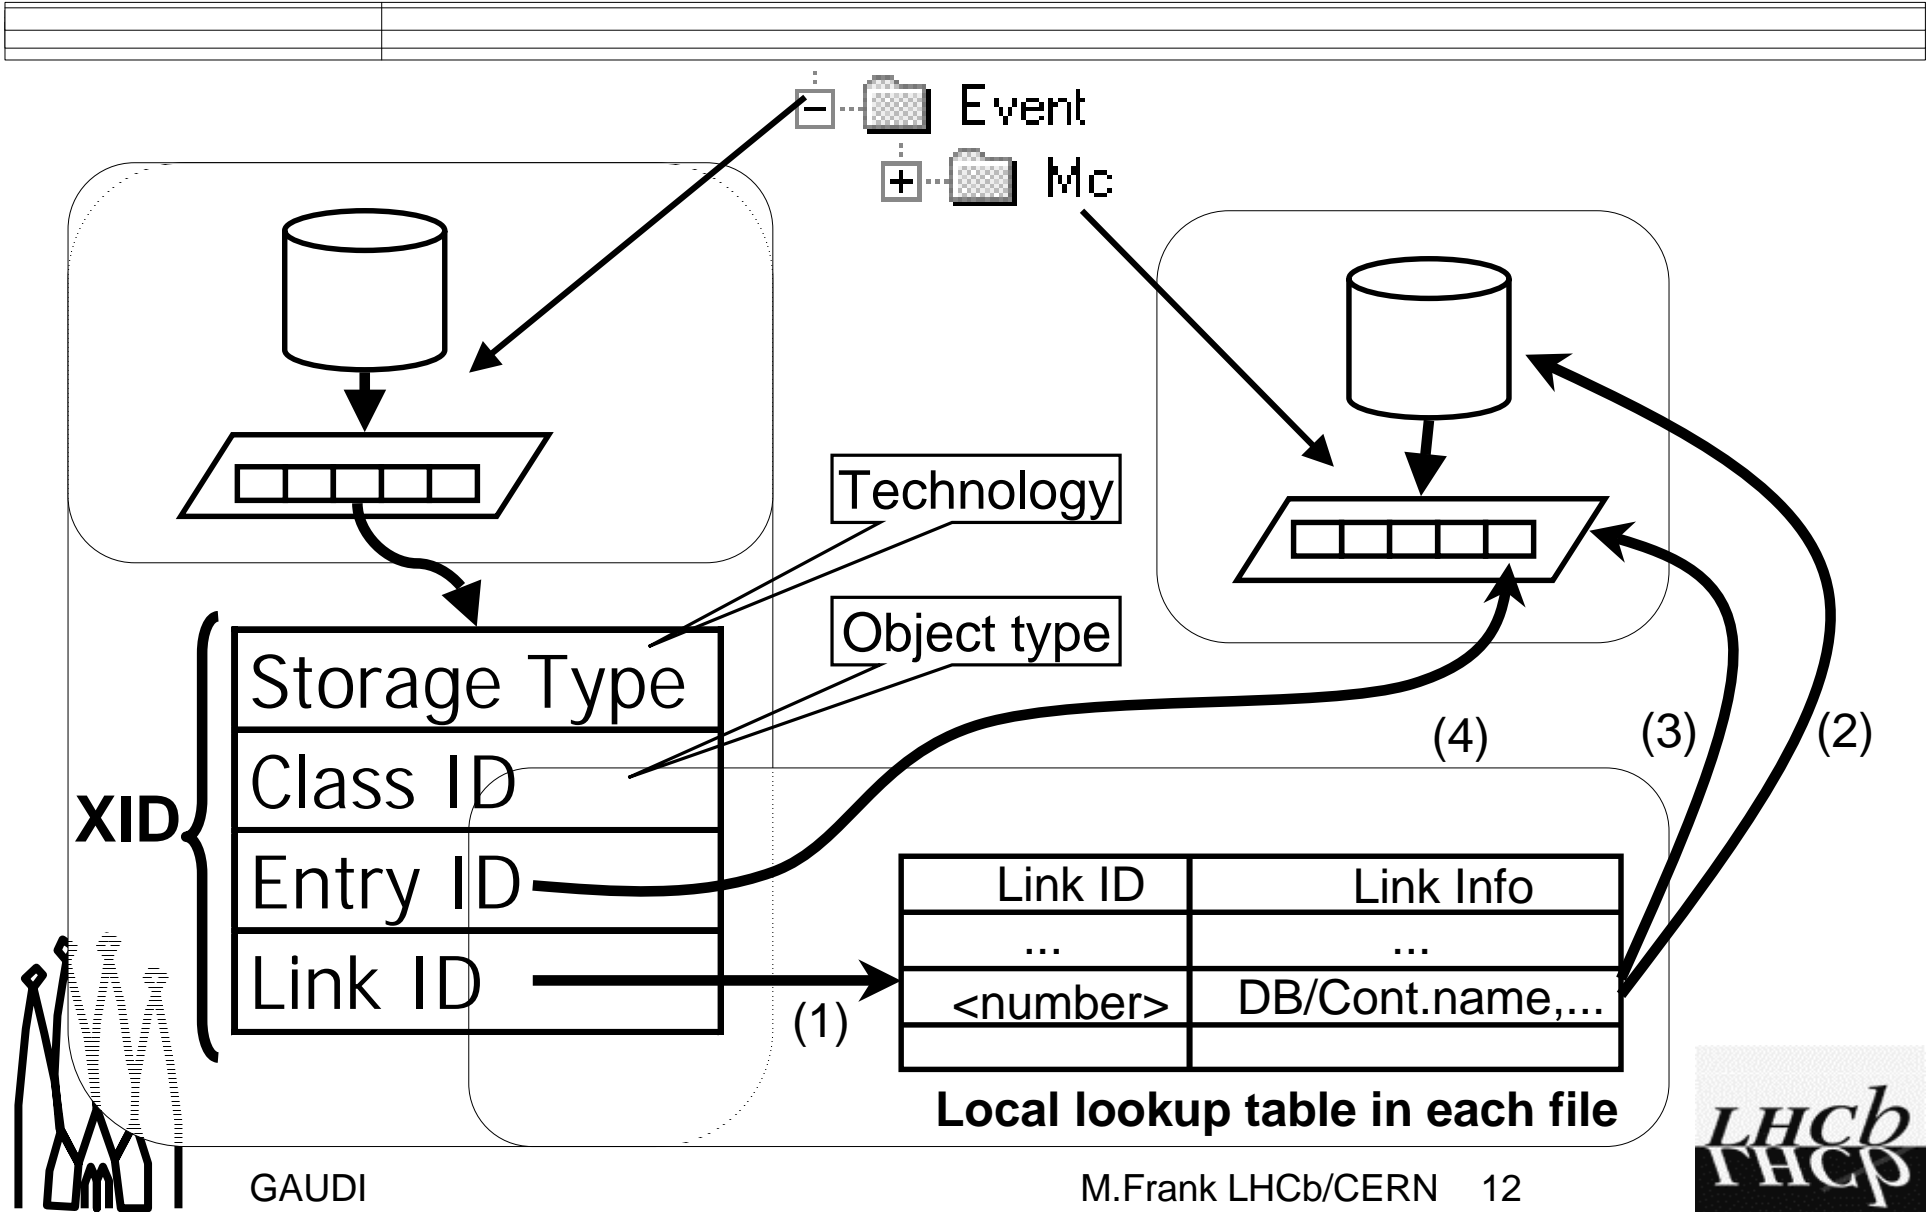 Event
Mc
Technology
Object type
Storage Type
Class ID
Entry ID
Link ID
XID
(4)
(3)
(2)
(1)
Link ID Link Info
... ...
<number> DB/Cont.name,...
Local lookup table in each file
GAUDI
M.Frank LHCb/CERN 12
LHCb